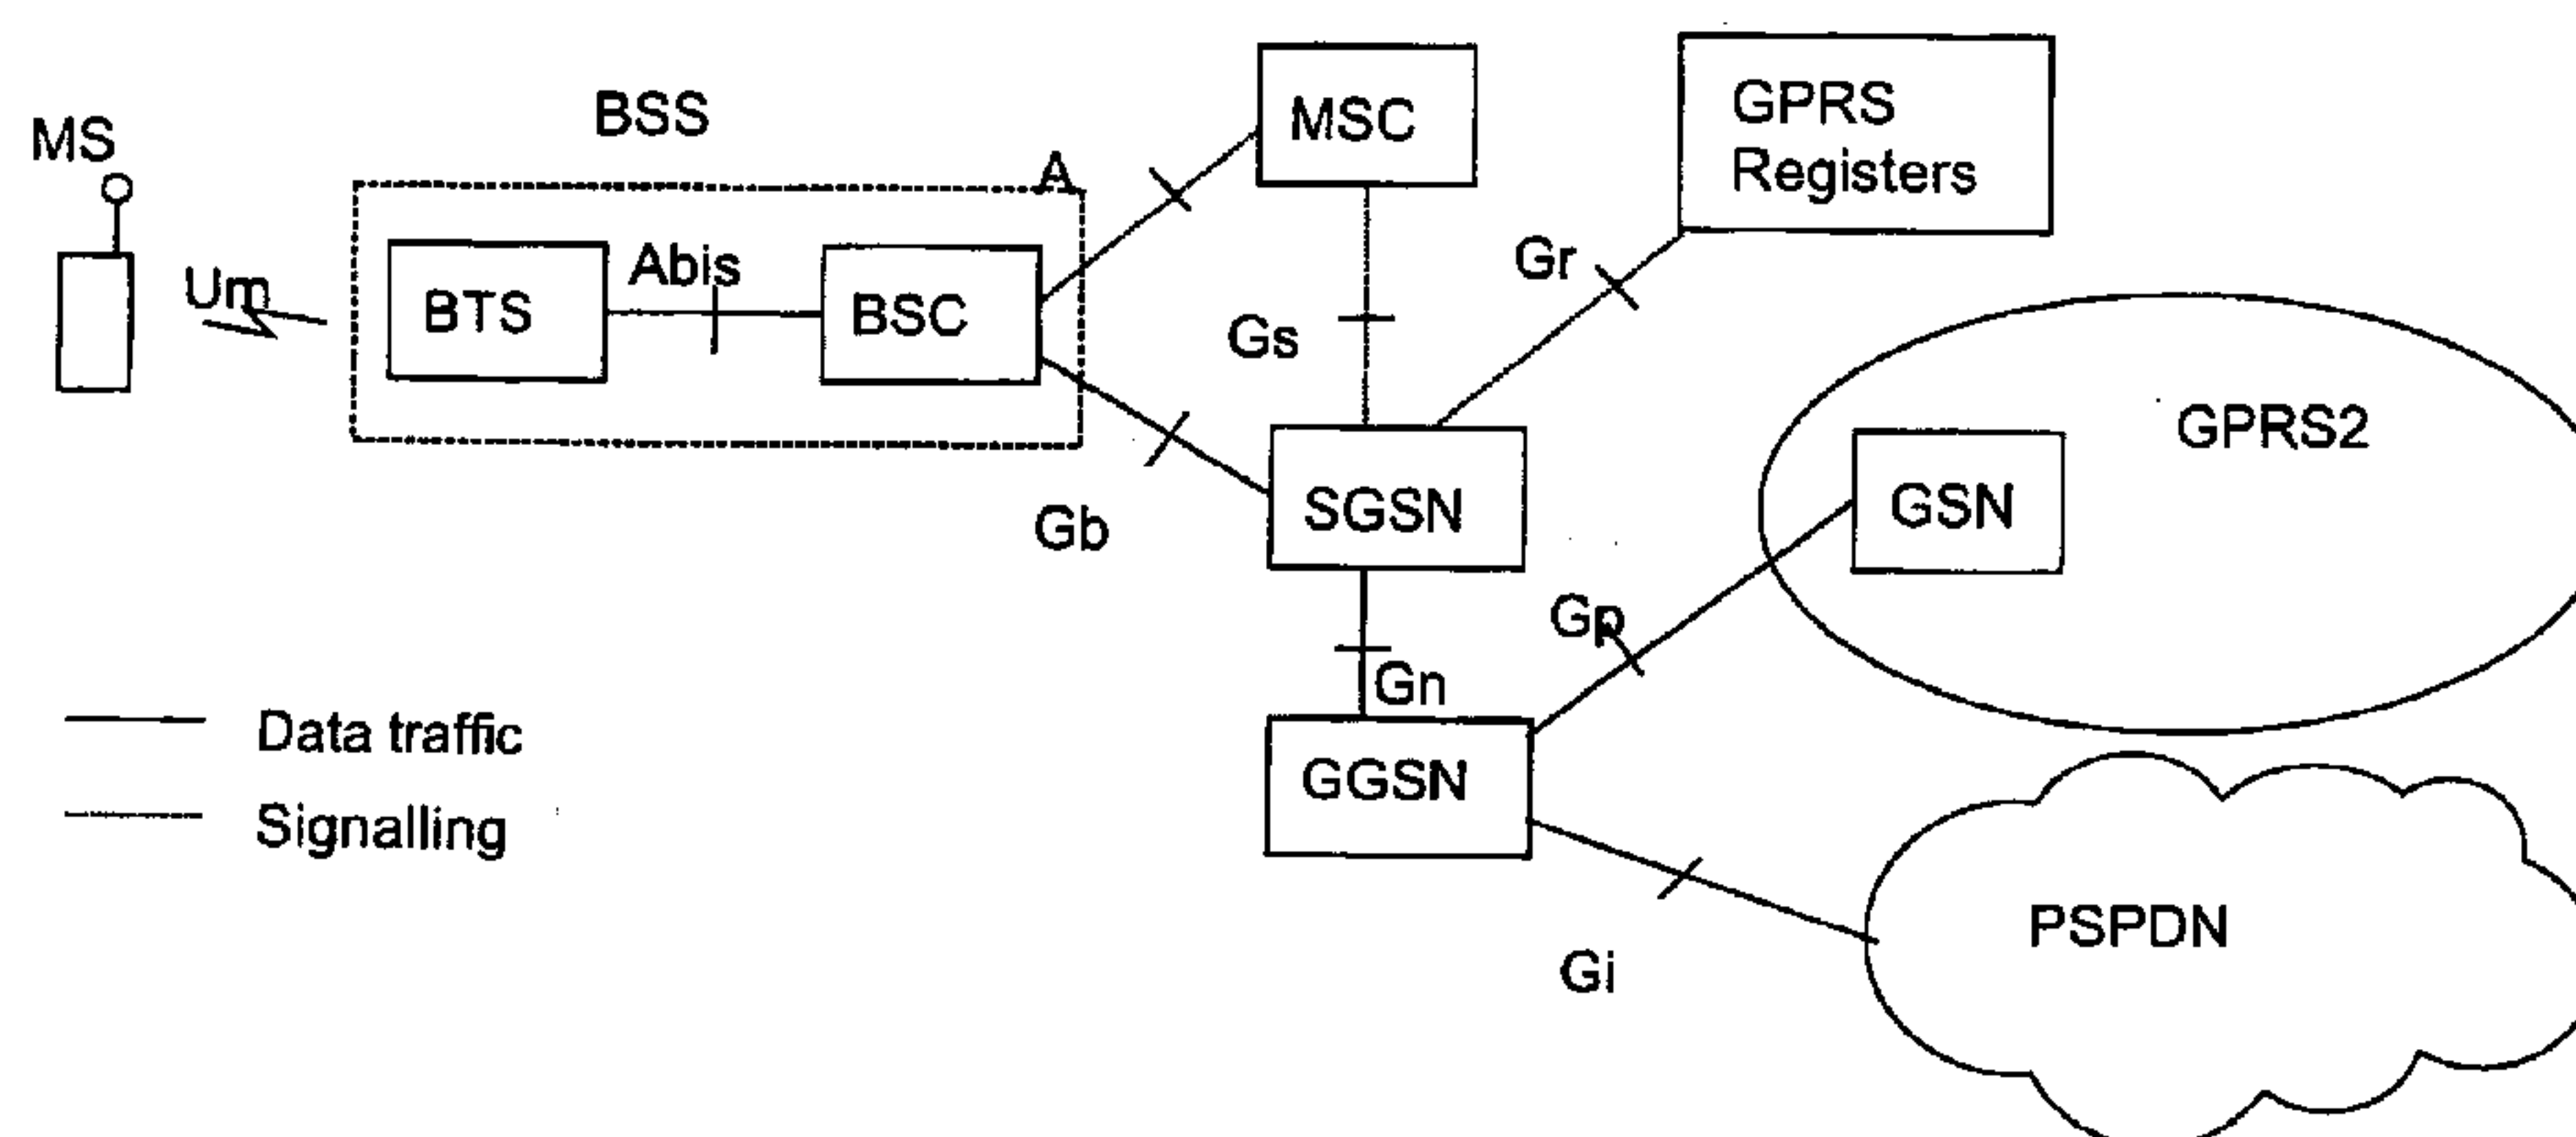 MS
BSS
Um
BTS
Abis
BSC
A
MSC
GPRS
Registers
Gs
Gr
Gb
SGSN
GPRS2
GSN
Gp
Gn
GGSN
Gi
PSPDN
Data traffic
Signalling